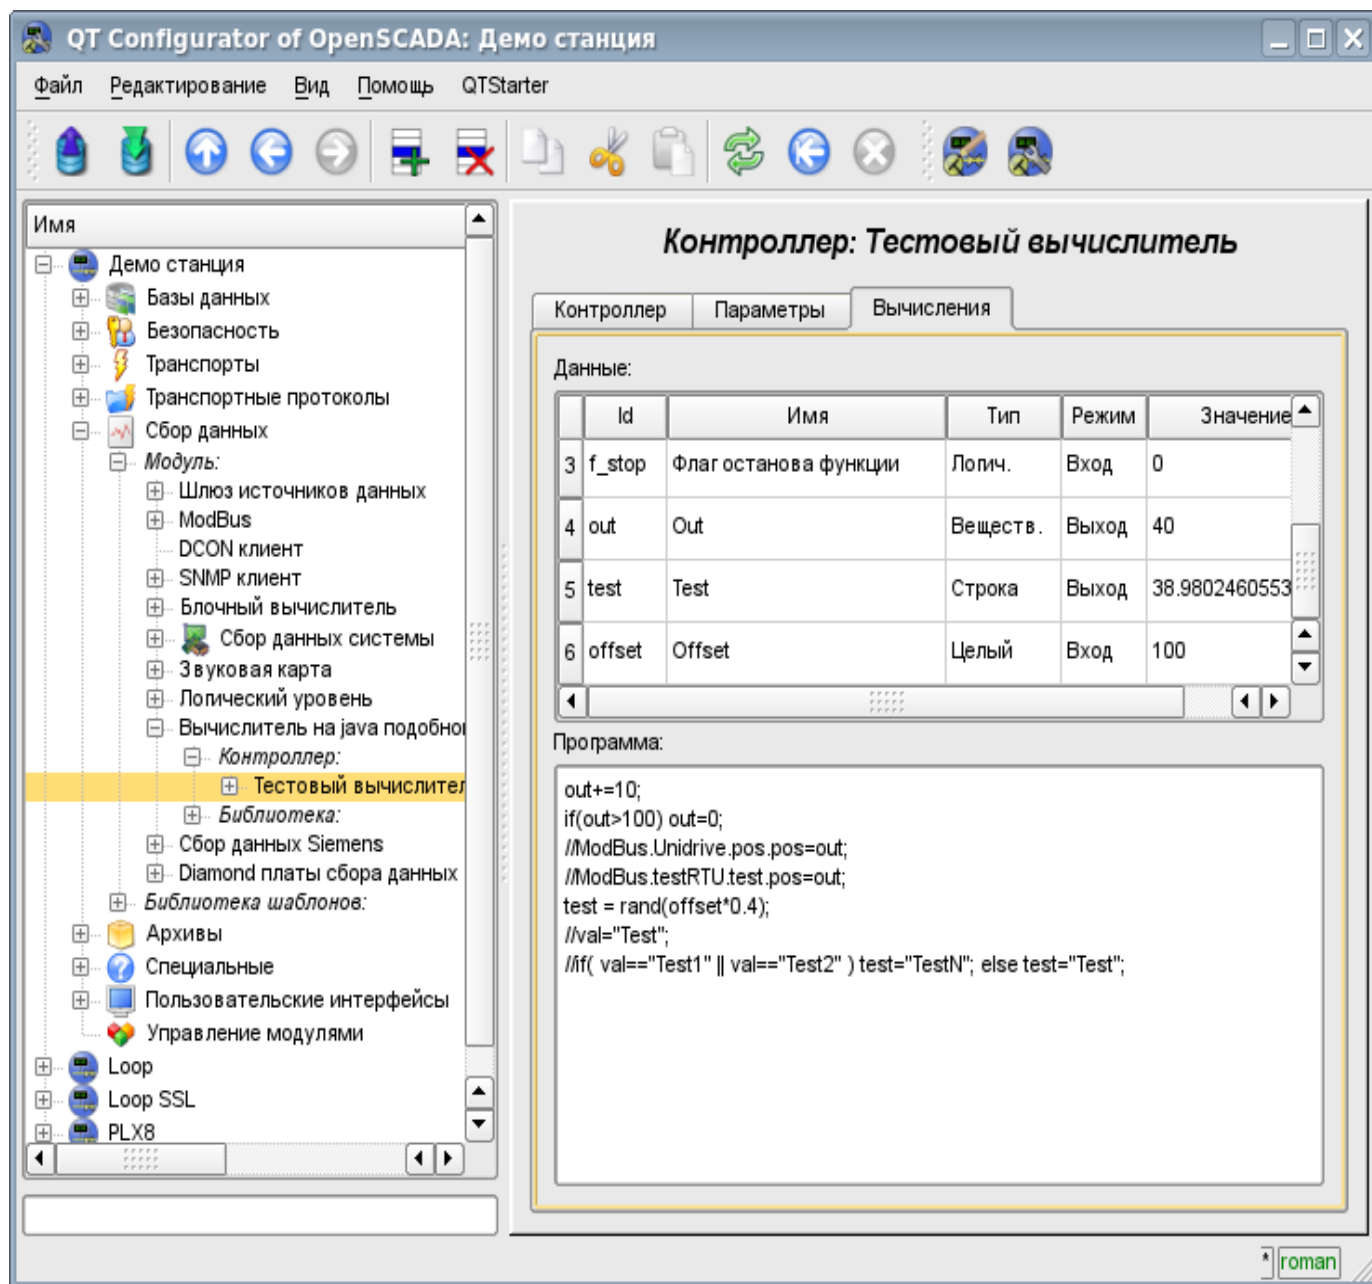 QT Configurator of OpenSCADA: Демо станция
Файл Редактирование Вид Помощь QTStarter
Имя
Демо станция
Базы данных
Безопасность
Транспорты
Транспортные протоколы
Сбор данных
Модуль:
Шлюз источников данных
ModBus
DCON клиент
SNMP клиент
Блочный вычислитель
Сбор данных системы
Звуковая карта
Логический уровень
Вычислитель на java подобно
Контроллер:
Тестовый вычислител
Библиотека:
Сбор данных Siemens
Diamond платы сбора данных
Библиотека шаблонов:
Архивы
Специальные
Пользовательские интерфейсы
Управление модулями
Loop
Loop SSL
PLX8
Контроллер: Тестовый вычислитель
Контроллер Параметры Вычисления
Данные:
Id Имя Тип Режим Значение
3 f_stop Флаг останова функции Логич. Вход 0
4 out Out Веществ. Выход 40
5 test Test Строка Выход 38.9802460553
6 offset Offset Целый Вход 100
Программа:
out+=10;
if(out>100) out=0;
//ModBus.Unidrive.pos.pos=out;
//ModBus.testRTU.test.pos=out;
test = rand(offset*0.4);
//val="Test";
//if( val=="Test1" || val=="Test2" ) test="TestN"; else test="Test";
* roman